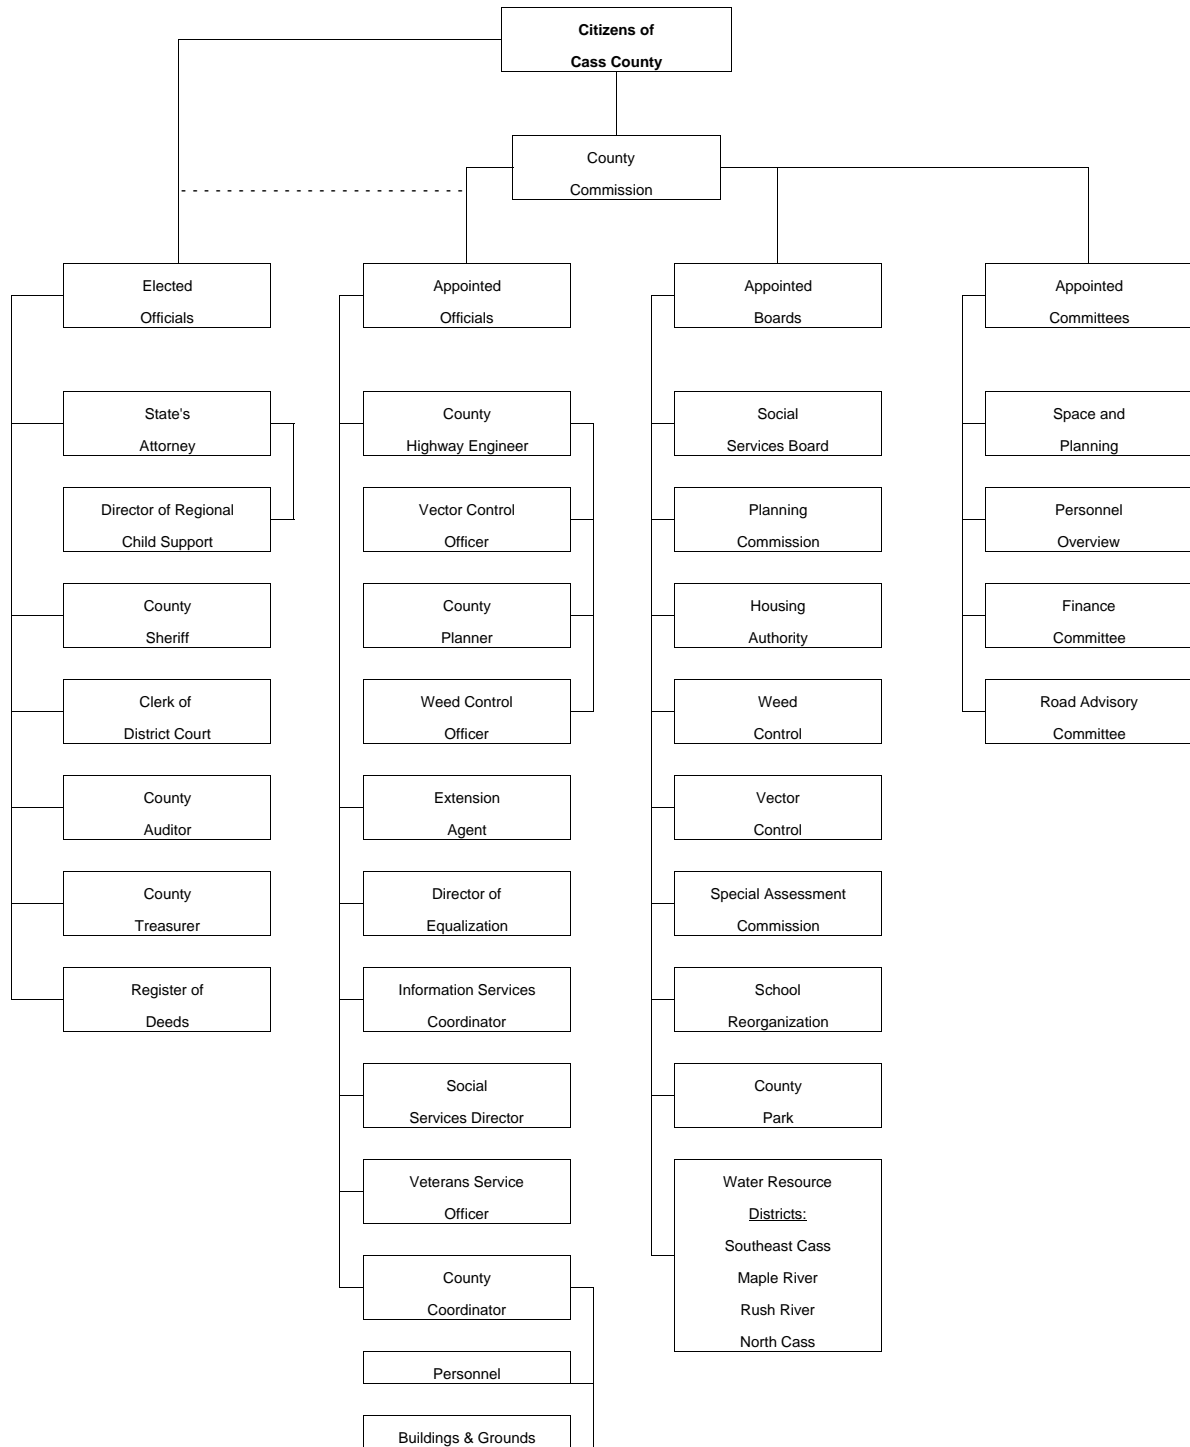 Citizens of
Cass County
County
Commission
Elected
Officials
State's
Attorney
Director of Regional
Child Support
County
Sheriff
Clerk of
District Court
County
Auditor
County
Treasurer
Register of
Deeds
Appointed
Officials
County
Highway Engineer
Vector Control
Officer
County
Planner
Weed Control
Officer
Extension
Agent
Director of
Equalization
Information Services
Coordinator
Social
Services Director
Veterans Service
Officer
County
Coordinator
Personnel
Buildings & Grounds
Appointed
Boards
Social
Services Board
Planning
Commission
Housing
Authority
Weed
Control
Vector
Control
Special Assessment
Commission
School
Reorganization
County
Park
Water Resource
Districts:
Southeast Cass
Maple River
Rush River
North Cass
Appointed
Committees
Space and
Planning
Personnel
Overview
Finance
Committee
Road Advisory
Committee